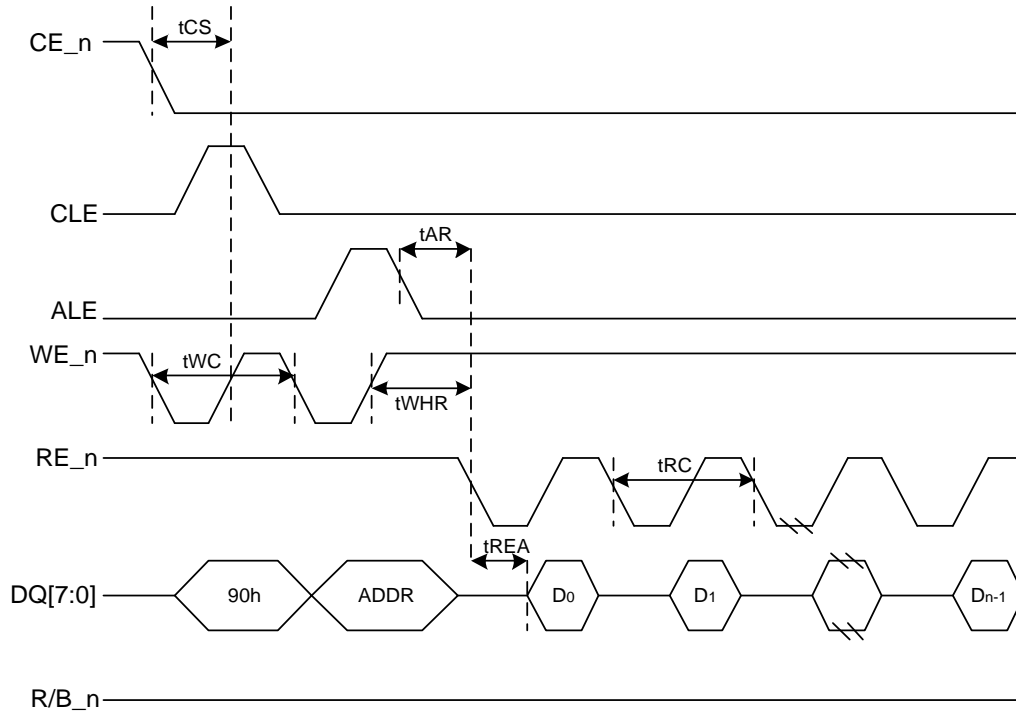 tCS
CE_n
CLE
tAR
ALE
WE_n
tWC
tWHR
RE_n
tRC
tREA
DQ[7:0]
90h
ADDR
D0
D1
Dn-1
R/B_n